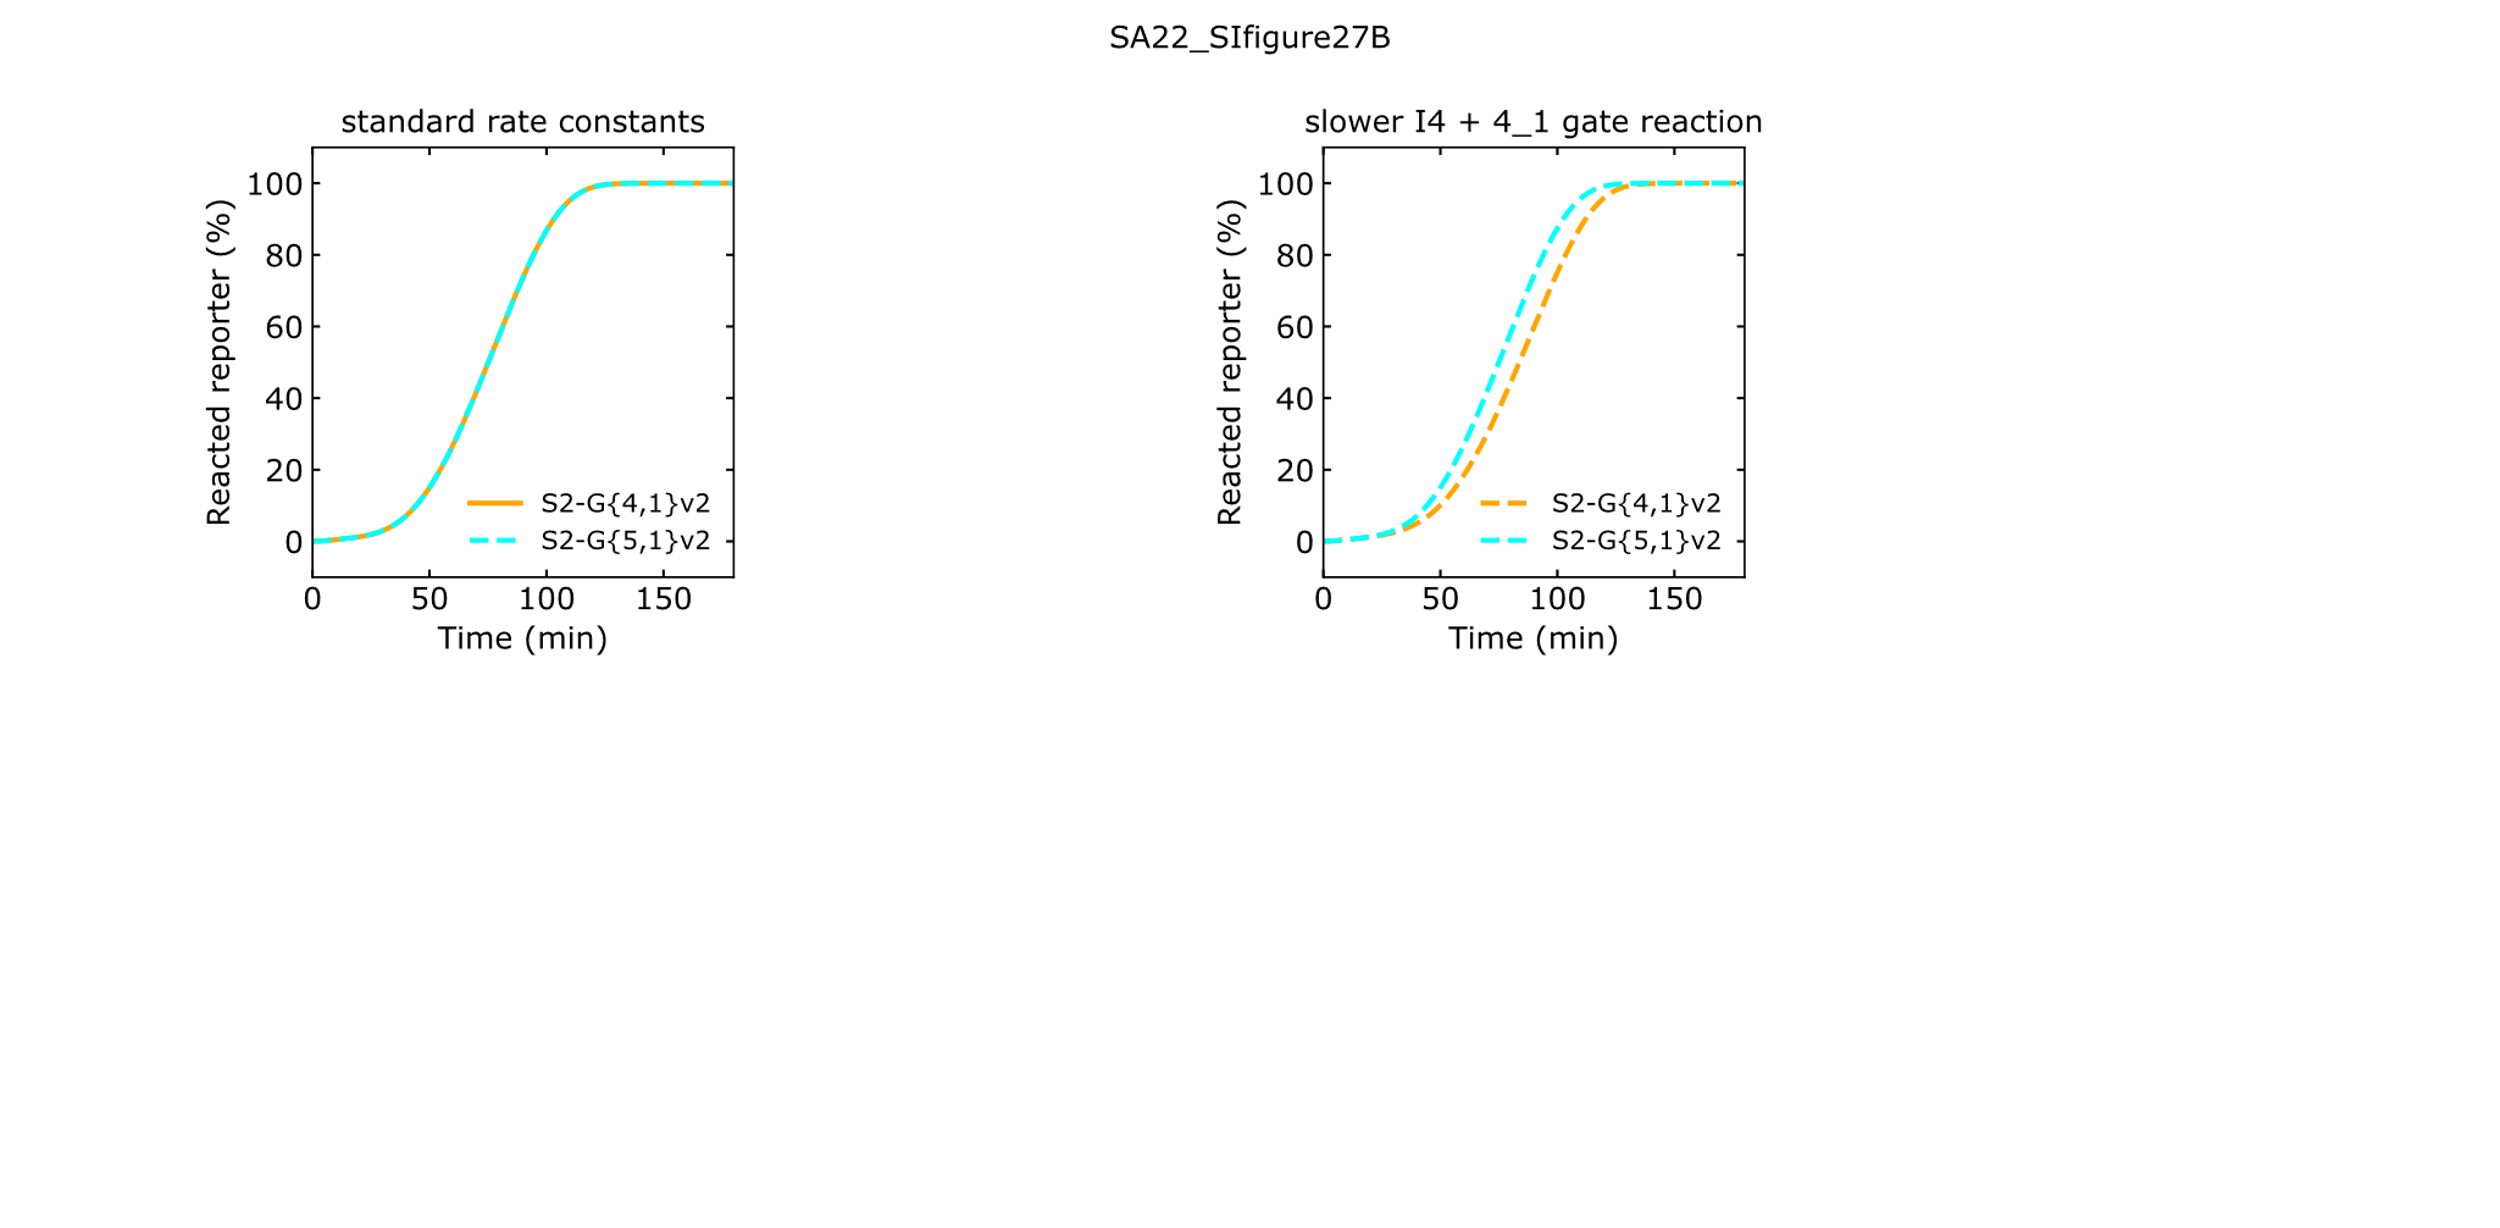 SA22_SIfigure27B
standard rate constants
Reacted reporter (%)
100
80
60
40
20
0
S2-G{4,1}v2
S2-G{5,1}v2
0 50 100 150
Time (min)
slower I4 + 4_1 gate reaction
Reacted reporter (%)
100
80
60
40
20
0
S2-G{4,1}v2
S2-G{5,1}v2
0 50 100 150
Time (min)